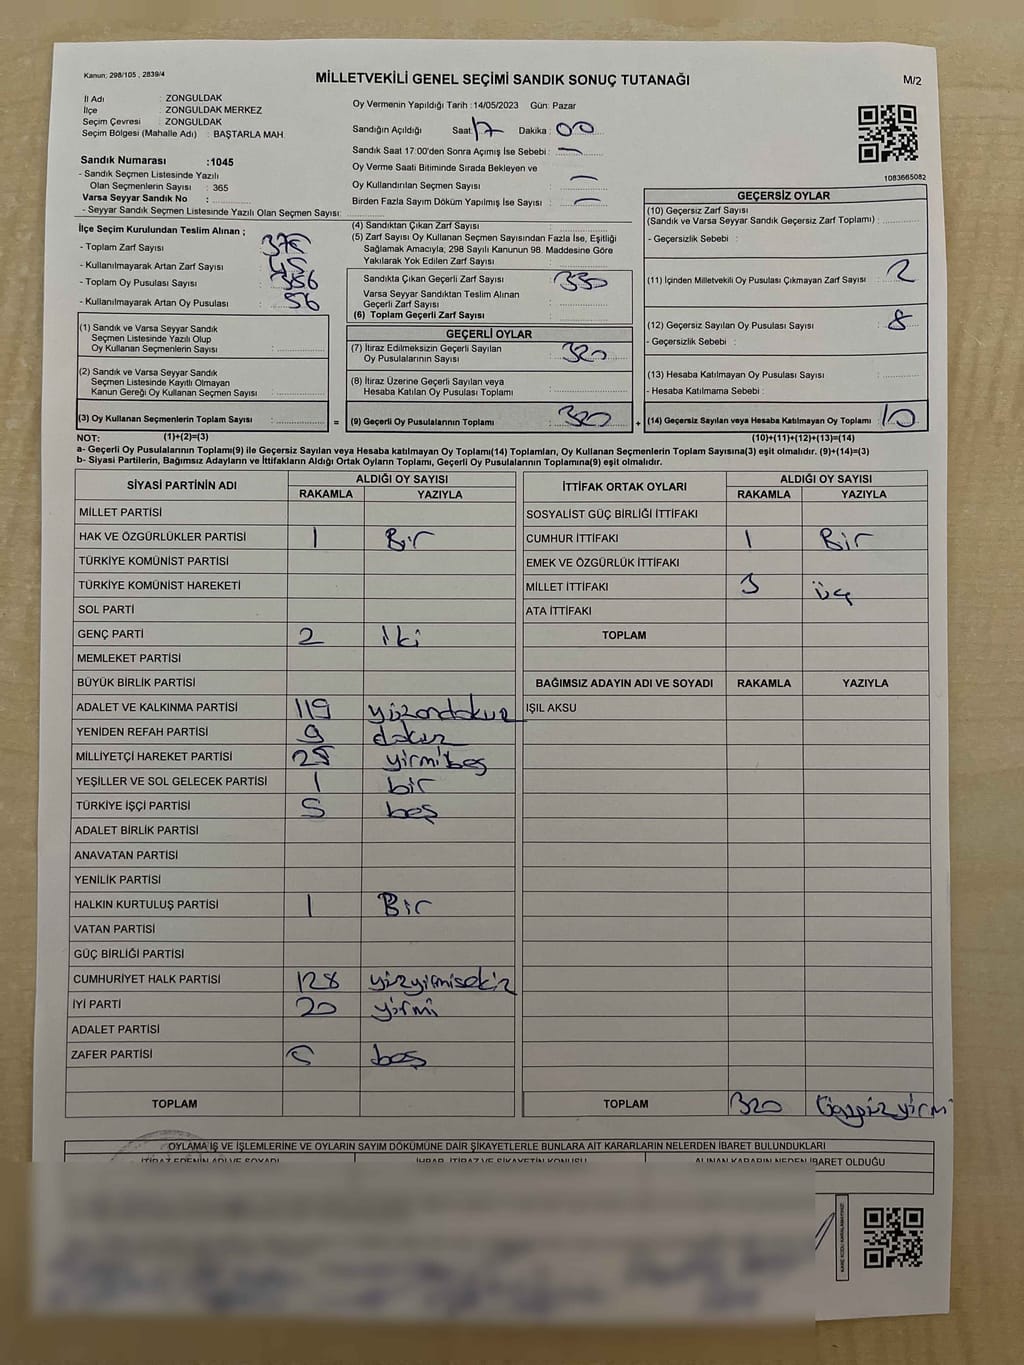 Kanun; 298/105 , 2839/4
MİLLETVEKİLİ GENEL SEÇİMİ SANDIK SONUÇ TUTANAĞI
M/2
İl Adı : ZONGULDAK
İlçe : ZONGULDAK MERKEZ
Seçim Çevresi : ZONGULDAK
Seçim Bölgesi (Mahalle Adı) : BAŞTARLA MAH.
Sandık Numarası :1045
- Sandık Seçmen Listesinde Yazılı
Olan Seçmenlerin Sayısı : 365
Varsa Seyyar Sandık No :
- Seyyar Sandık Seçmen Listesinde Yazılı Olan Seçmen Sayısı:
Oy Vermenin Yapıldığı Tarih :14/05/2023 Gün: Pazar
Sandığın Açıldığı Saat: 17 Dakika : 00
Sandık Saat 17:00'den Sonra Açımış İse Sebebi : —
Oy Verme Saati Bitiminde Sırada Bekleyen ve
Oy Kullandırılan Seçmen Sayısı : —
Birden Fazla Sayım Döküm Yapılmış İse Sayısı : —
1083665082
İlçe Seçim Kurulundan Teslim Alınan ;
- Toplam Zarf Sayısı :
- Kullanılmayarak Artan Zarf Sayısı : 45
- Toplam Oy Pusulası Sayısı :
- Kullanılmayarak Artan Oy Pusulası : 56
(1) Sandık ve Varsa Seyyar Sandık
Seçmen Listesinde Yazılı Olup
Oy Kullanan Seçmenlerin Sayısı :
(2) Sandık ve Varsa Seyyar Sandık
Seçmen Listesinde Kayıtlı Olmayan
Kanun Gereği Oy Kullanan Seçmen Sayısı :
(3) Oy Kullanan Seçmenlerin Toplam Sayısı :
(4) Sandıktan Çıkan Zarf Sayısı :
(5) Zarf Sayısı Oy Kullanan Seçmen Sayısından Fazla İse, Eşitliği
Sağlamak Amacıyla, 298 Sayılı Kanunun 98. Maddesine Göre
Yakılarak Yok Edilen Zarf Sayısı :
Sandıkta Çıkan Geçerli Zarf Sayısı : 330
Varsa Seyyar Sandıktan Teslim Alınan
Geçerli Zarf Sayısı :
(6) Toplam Geçerli Zarf Sayısı :
GEÇERLİ OYLAR
(7) İtiraz Edilmeksizin Geçerli Sayılan
Oy Pusulalarının Sayısı : 320
(8) İtiraz Üzerine Geçerli Sayılan veya
Hesaba Katılan Oy Pusulası Toplamı :
= (9) Geçerli Oy Pusulalarının Toplamı : 320
GEÇERSİZ OYLAR
(10) Geçersiz Zarf Sayısı
(Sandık ve Varsa Seyyar Sandık Geçersiz Zarf Toplamı) :
- Geçersizlik Sebebi :
(11) İçinden Milletvekili Oy Pusulası Çıkmayan Zarf Sayısı : 2
(12) Geçersiz Sayılan Oy Pusulası Sayısı : 8
- Geçersizlik Sebebi :
(13) Hesaba Katılmayan Oy Pusulası Sayısı :
- Hesaba Katılmama Sebebi :
+ (14) Geçersiz Sayılan veya Hesaba Katılmayan Oy Toplamı : 10
NOT: (1)+(2)=(3) (10)+(11)+(12)+(13)=(14)
a- Geçerli Oy Pusulalarının Toplamı(9) ile Geçersiz Sayılan veya Hesaba Katılmayan Oy Toplamı(14) Toplamları, Oy Kullanan Seçmenlerin Toplam Sayısına(3) eşit olmalıdır. (9)+(14)=(3)
b- Siyasi Partilerin, Bağımsız Adayların ve İttifakların Aldığı Ortak Oyların Toplamı, Geçerli Oy Pusulalarının Toplamına(9) eşit olmalıdır.
SİYASİ PARTİNİN ADI ALDIĞI OY SAYISI
RAKAMLA YAZIYLA
MİLLET PARTİSİ
HAK VE ÖZGÜRLÜKLER PARTİSİ 1 Bir
TÜRKİYE KOMÜNİST PARTİSİ
TÜRKİYE KOMÜNİST HAREKETİ
SOL PARTİ
GENÇ PARTİ 2 iki
MEMLEKET PARTİSİ
BÜYÜK BİRLİK PARTİSİ
ADALET VE KALKINMA PARTİSİ 119 yüzondokuz
YENİDEN REFAH PARTİSİ 9 dokuz
MİLLİYETÇİ HAREKET PARTİSİ 25 yirmibeş
YEŞİLLER VE SOL GELECEK PARTİSİ 1 bir
TÜRKİYE İŞÇİ PARTİSİ 5 beş
ADALET BİRLİK PARTİSİ
ANAVATAN PARTİSİ
YENİLİK PARTİSİ
HALKIN KURTULUŞ PARTİSİ 1 Bir
VATAN PARTİSİ
GÜÇ BİRLİĞİ PARTİSİ
CUMHURİYET HALK PARTİSİ 128 yüzyirmisekiz
İYİ PARTİ 20 yirmi
ADALET PARTİSİ
ZAFER PARTİSİ 5 beş
TOPLAM
İTTİFAK ORTAK OYLARI ALDIĞI OY SAYISI
RAKAMLA YAZIYLA
SOSYALİST GÜÇ BİRLİĞİ İTTİFAKI
CUMHUR İTTİFAKI 1 Bir
EMEK VE ÖZGÜRLÜK İTTİFAKI
MİLLET İTTİFAKI 3 üç
ATA İTTİFAKI
TOPLAM
BAĞIMSIZ ADAYIN ADI VE SOYADI RAKAMLA YAZIYLA
IŞIL AKSU
TOPLAM 320 üçyüzyirmi
OYLAMA İŞ VE İŞLEMLERİNE VE OYLARIN SAYIM DÖKÜMÜNE DAİR ŞİKAYETLERLE BUNLARA AİT KARARLARIN NELERDEN İBARET BULUNDUKLARI
İTİRAZ EDENİN ADI VE SOYADI İHBAR, İTİRAZ VE ŞİKAYETİN KONUSU ALINAN KARARIN NEDEN İBARET OLDUĞU